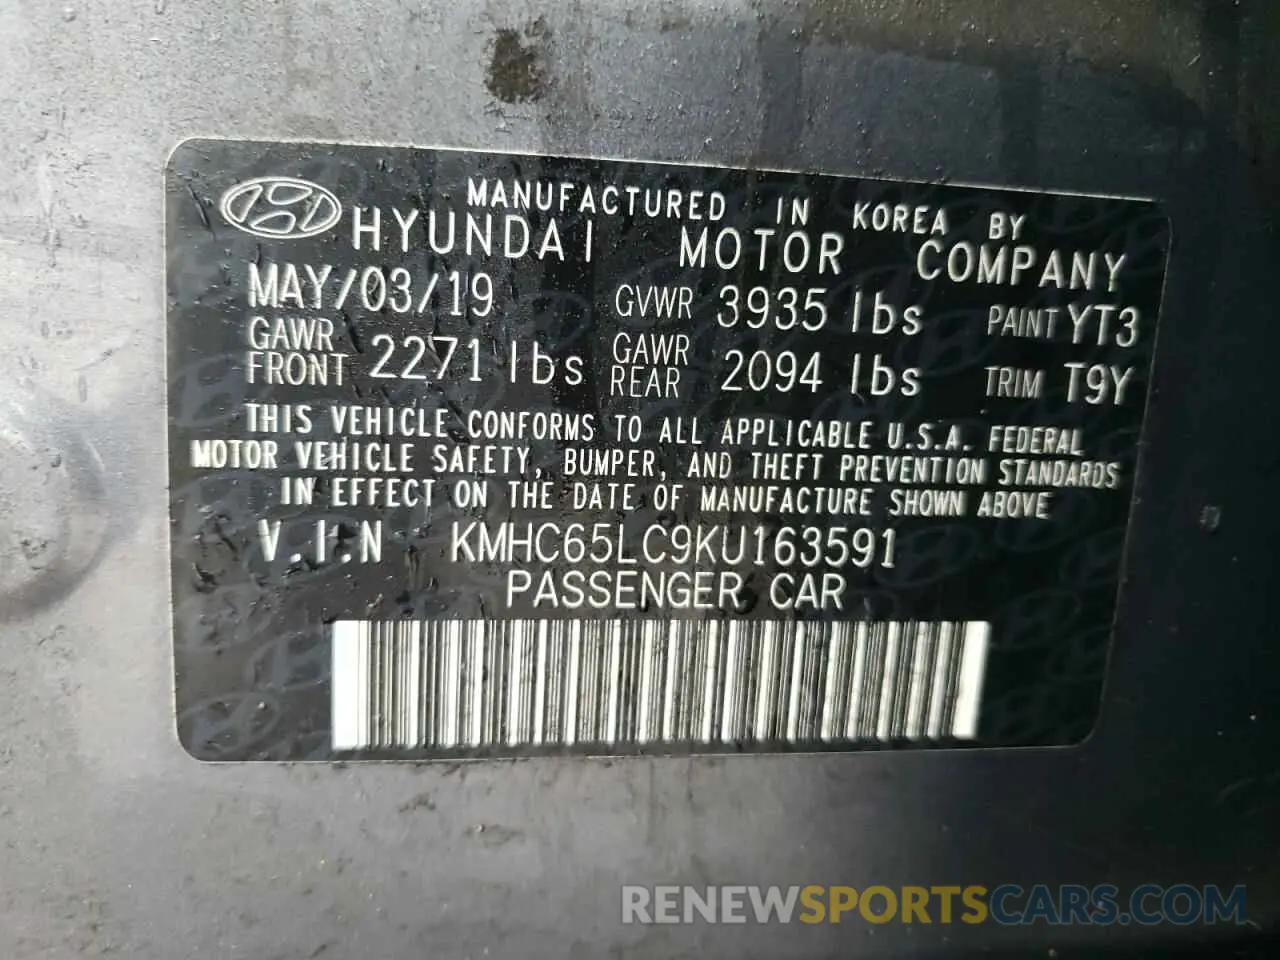 MANUFACTURED IN KOREA BY
HYUNDAI MOTOR COMPANY
MAY/03/19 GVWR 3935 lbs PAINT YT3
GAWR FRONT 2271 lbs GAWR REAR 2094 lbs TRIM T9Y
THIS VEHICLE CONFORMS TO ALL APPLICABLE U.S.A. FEDERAL
MOTOR VEHICLE SAFETY, BUMPER, AND THEFT PREVENTION STANDARDS
IN EFFECT ON THE DATE OF MANUFACTURE SHOWN ABOVE
V.I.N KMHC65LC9KU163591
PASSENGER CAR
RENEWSPORTSCARS.COM